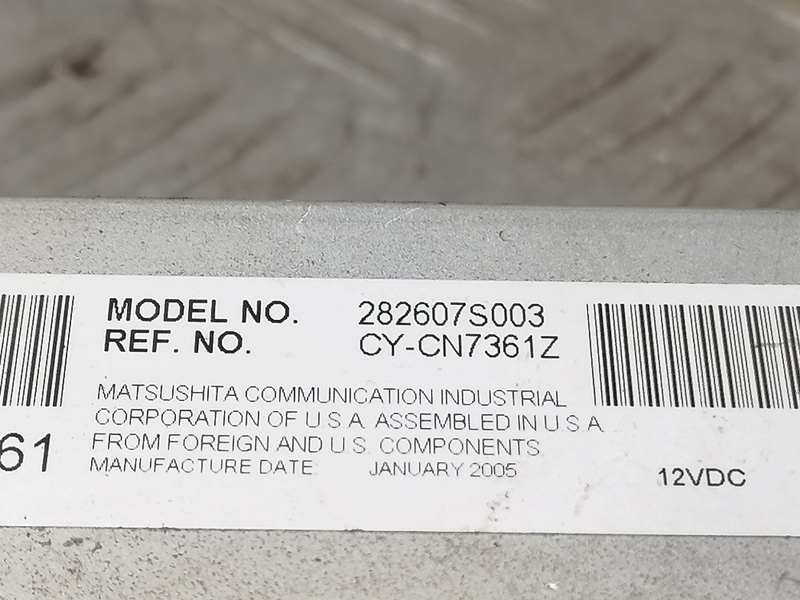 MODEL NO. 282607S003
REF. NO. CY-CN7361Z
MATSUSHITA COMMUNICATION INDUSTRIAL
CORPORATION OF U.S.A. ASSEMBLED IN U.S.A.
FROM FOREIGN AND U.S. COMPONENTS
61
MANUFACTURE DATE: JANUARY 2005
12VDC